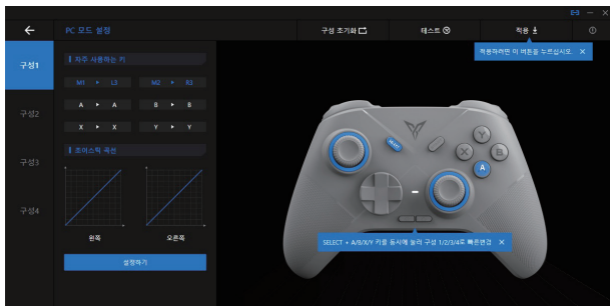 PC 모드 설정
구성 초기화
테스트
적용
적용하려면 이 버튼을 누르십시오. ×
구성1
구성2
구성3
구성4
자주 사용하는 키
M1 ▸ L3
M2 ▸ R3
A ▸ A
B ▸ B
X ▸ X
Y ▸ Y
조이스틱 곡선
왼쪽
오른쪽
설정하기
SELECT
Y
X
B
A
SELECT + A/B/X/Y 키를 동시에 눌러 구성 1/2/3/4로 빠른변경 ×